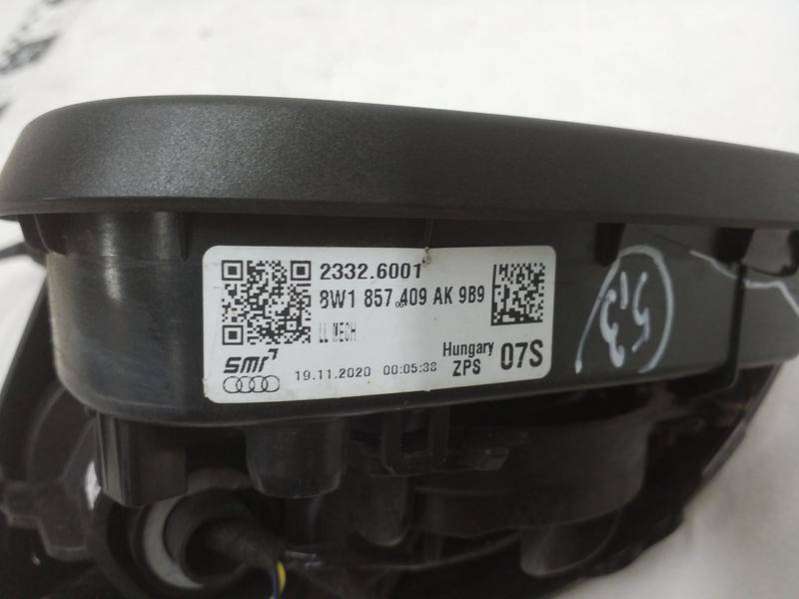 2332.6001
8W1 857 409 AK 9B9
LL MECH
smr
19.11.2020 00:05:38
Hungary
ZPS
07S